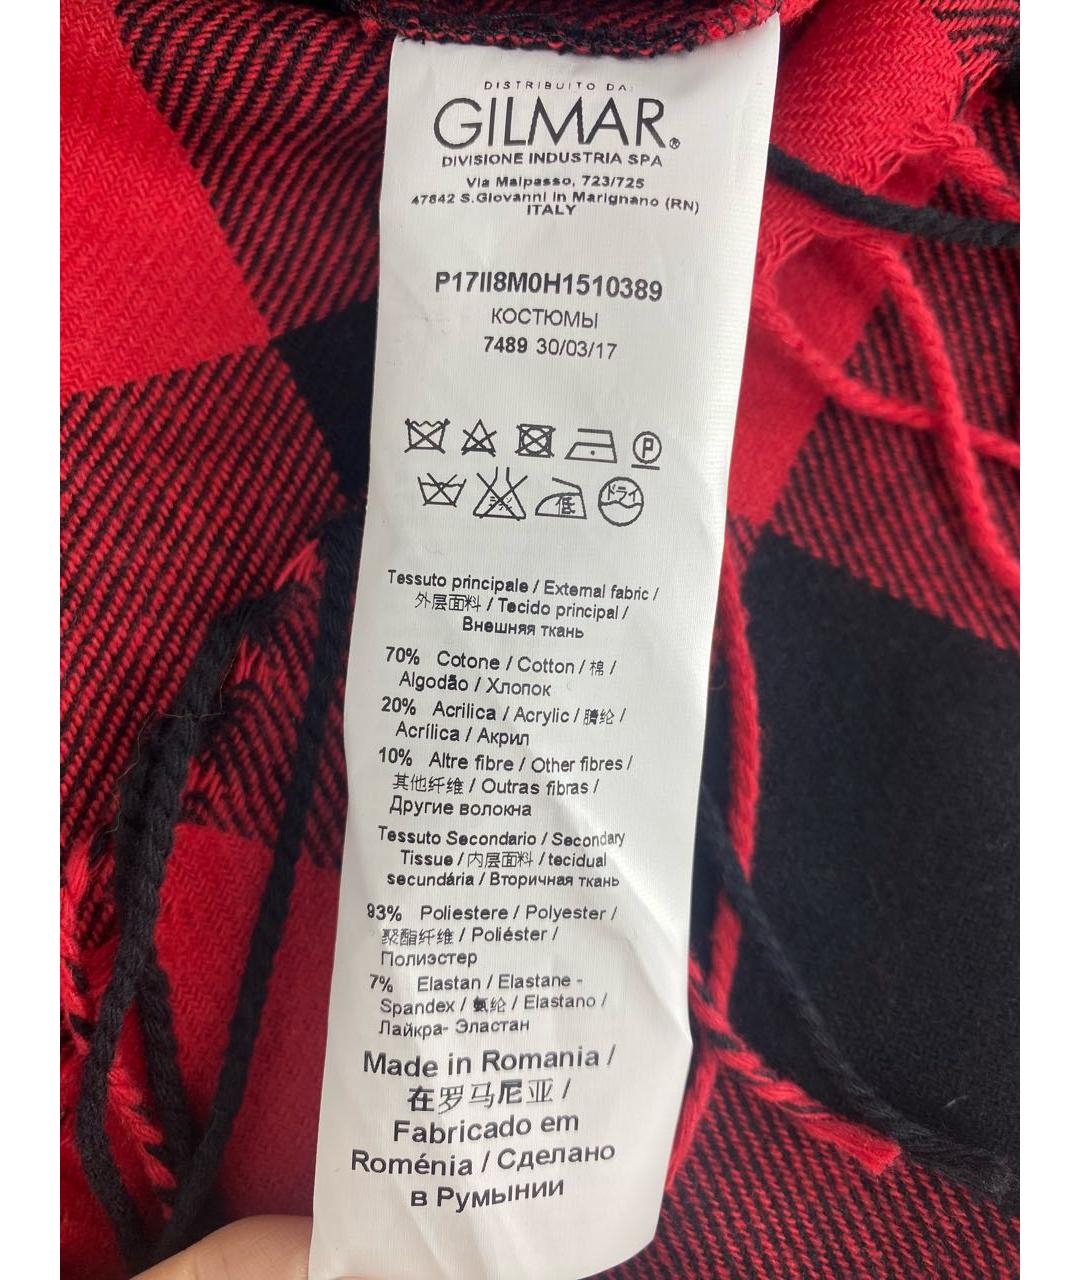 DISTRIBUITO DA:
GILMAR®
DIVISIONE INDUSTRIA SPA
Via Malpasso, 723/725
47842 S.Giovanni in Marignano (RN)
ITALY
P17II8M0H1510389
КОСТЮМЫ
7489 30/03/17
P
低 ドライ
Tessuto principale / External fabric /
外层面料 / Tecido principal /
Внешняя ткань
70% Cotone / Cotton / 棉 /
Algodão / Хлопок
20% Acrilica / Acrylic / 腈纶 /
Acrílica / Акрил
10% Altre fibre / Other fibres /
其他纤维 / Outras fibras /
Другие волокна
Tessuto Secondario / Secondary
Tissue / 内层面料 / tecidual
secundária / Вторичная ткань
93% Poliestere / Polyester /
聚酯纤维 / Poliéster /
Полиэстер
7% Elastan / Elastane -
Spandex / 氨纶 / Elastano /
Лайкра- Эластан
Made in Romania /
在罗马尼亚 /
Fabricado em
Roménia / Сделано
в Румынии